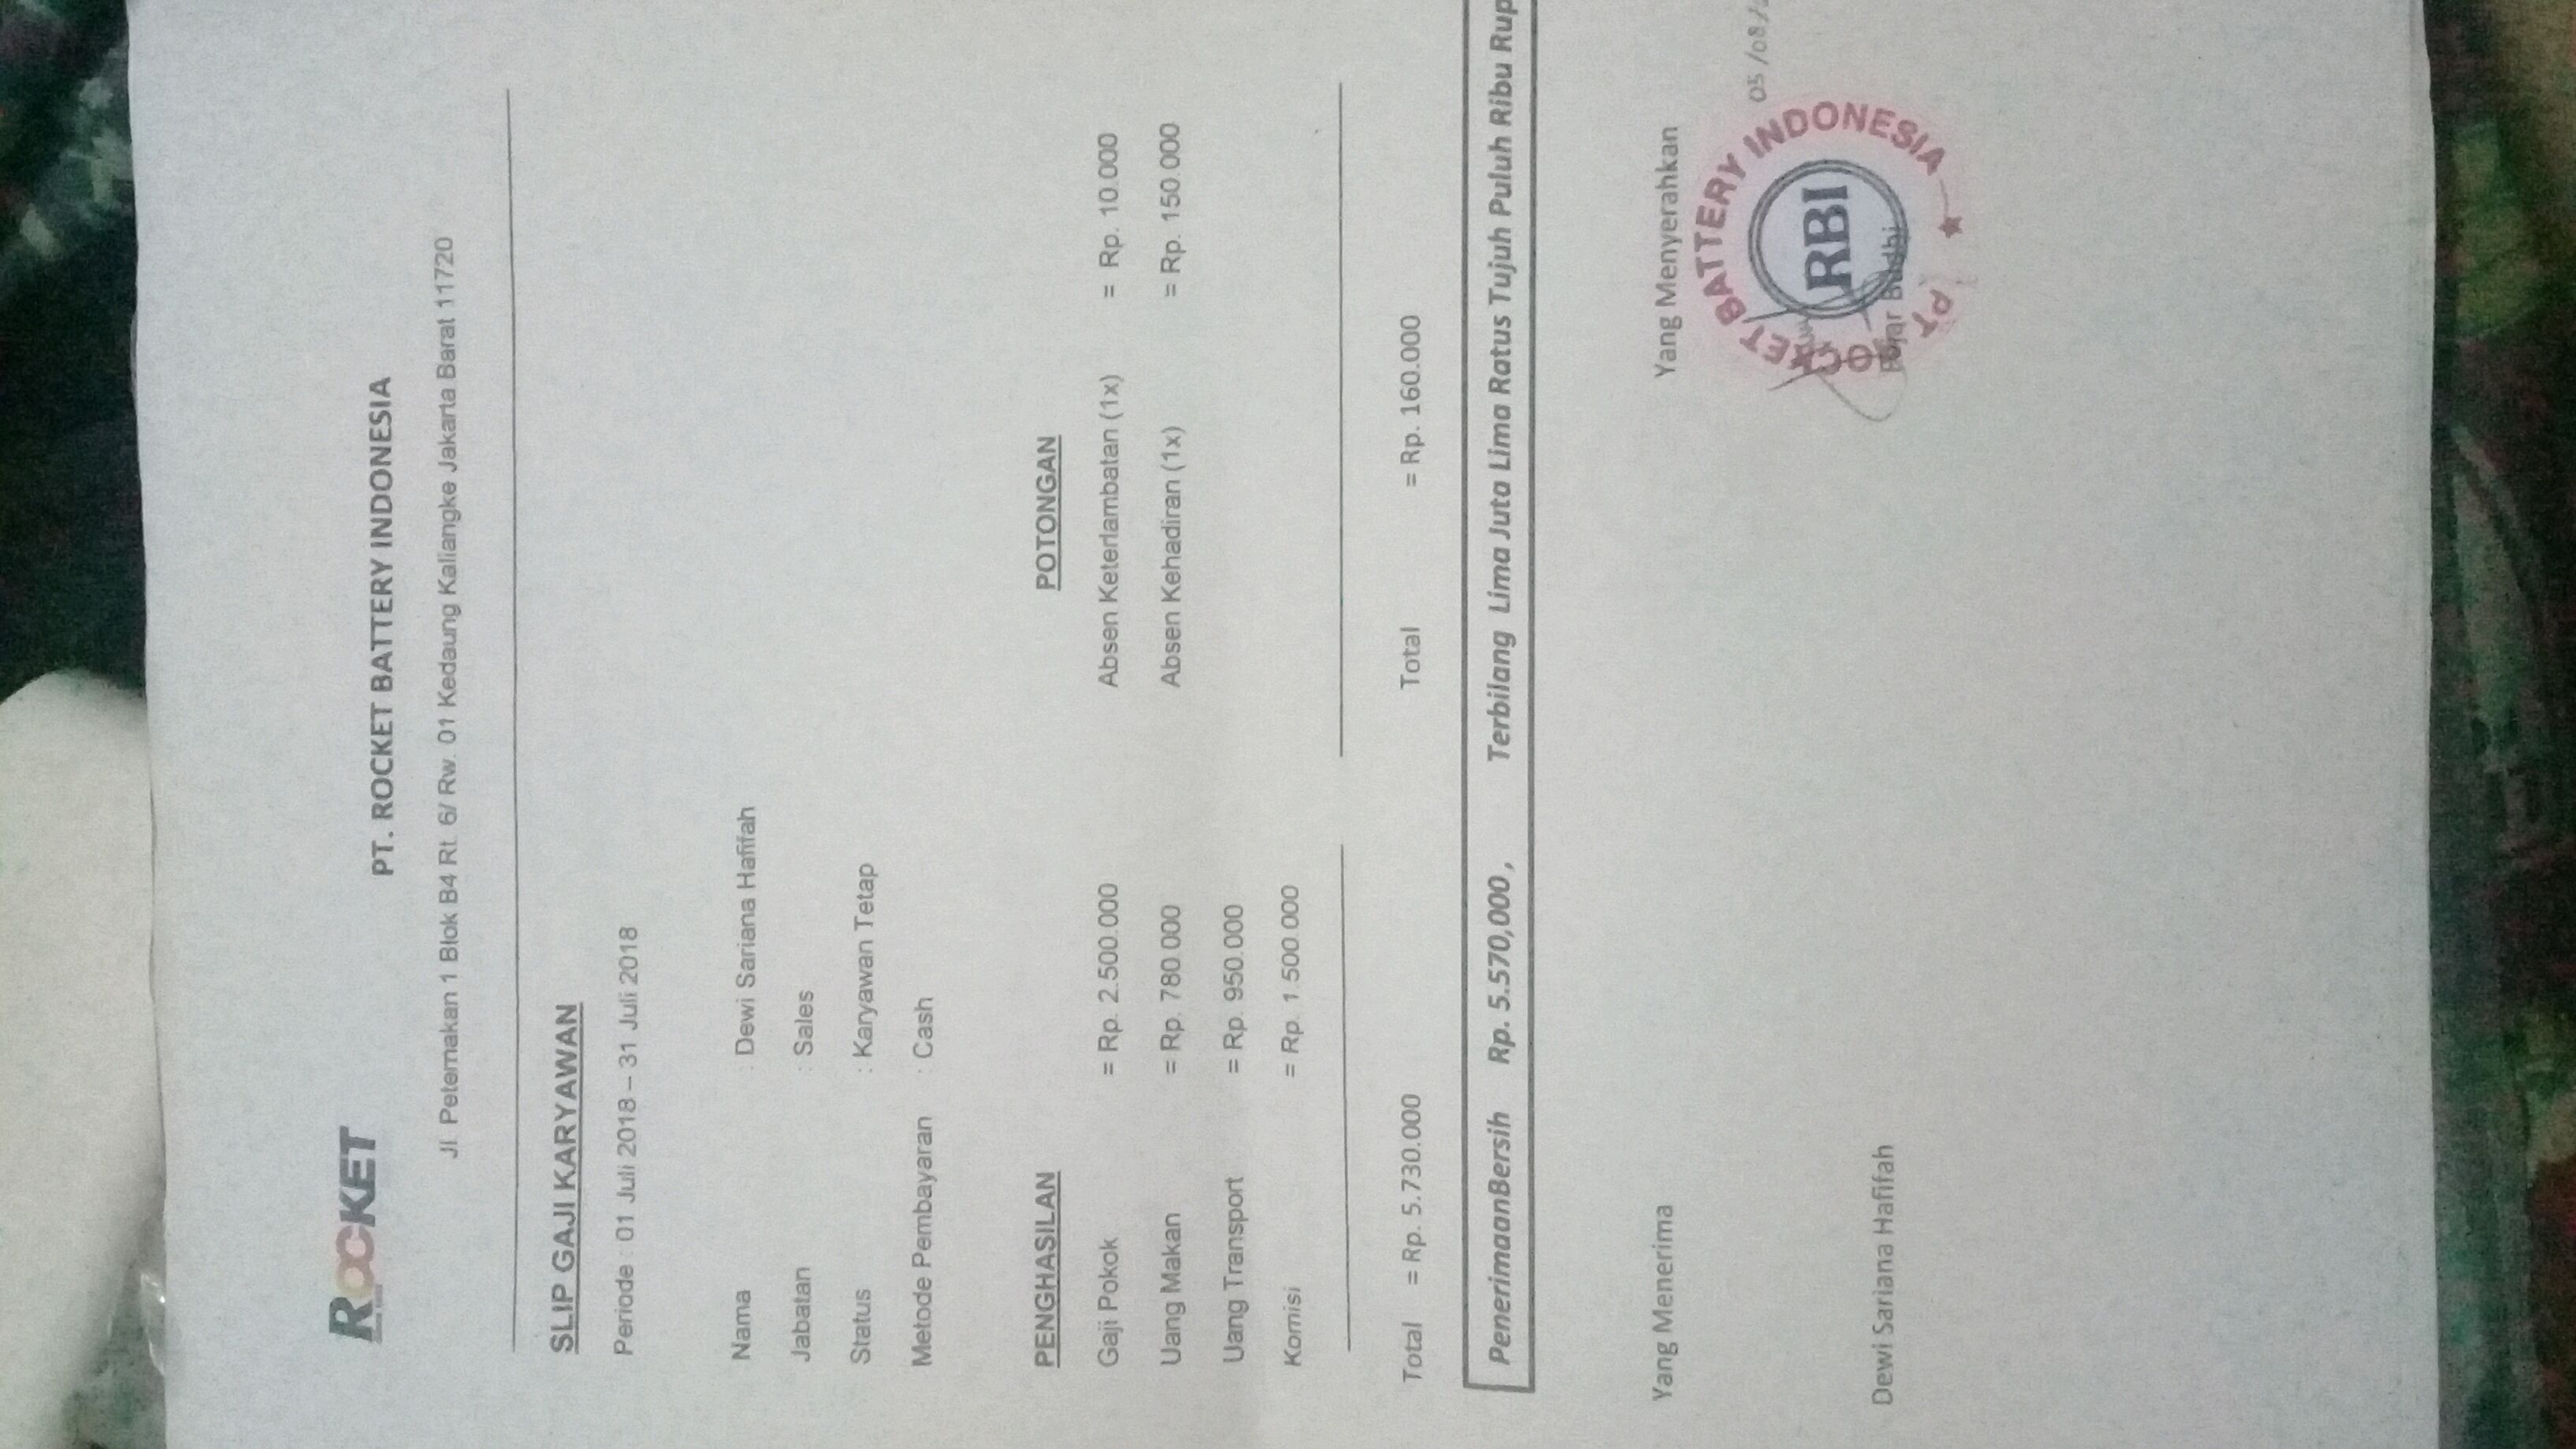 ROCKET
PT. ROCKET BATTERY INDONESIA
Jl. Peternakan 1 Blok B4 Rt. 6/ Rw. 01 Kedaung Kaliangke Jakarta Barat 11720
SLIP GAJI KARYAWAN
Periode : 01 Juli 2018 – 31 Juli 2018
Nama : Dewi Sariana Hafifah
Jabatan : Sales
Status : Karyawan Tetap
Metode Pembayaran : Cash
PENGHASILAN POTONGAN
Gaji Pokok = Rp. 2.500.000 Absen Keterlambatan (1x) = Rp. 10.000
Uang Makan = Rp. 780.000 Absen Kehadiran (1x) = Rp. 150.000
Uang Transport = Rp. 950.000
Komisi = Rp. 1.500.000
Total = Rp. 5.730.000 Total = Rp. 160.000
PenerimaanBersih Rp. 5.570,000 , Terbilang Lima Juta Lima Ratus Tujuh Puluh Ribu Rup
Yang Menerima Yang Menyerahkan
05/08/
PT ROCKET BATTERY INDONESIA
RBI
Dewi Sariana Hafifah Fajar Budhi